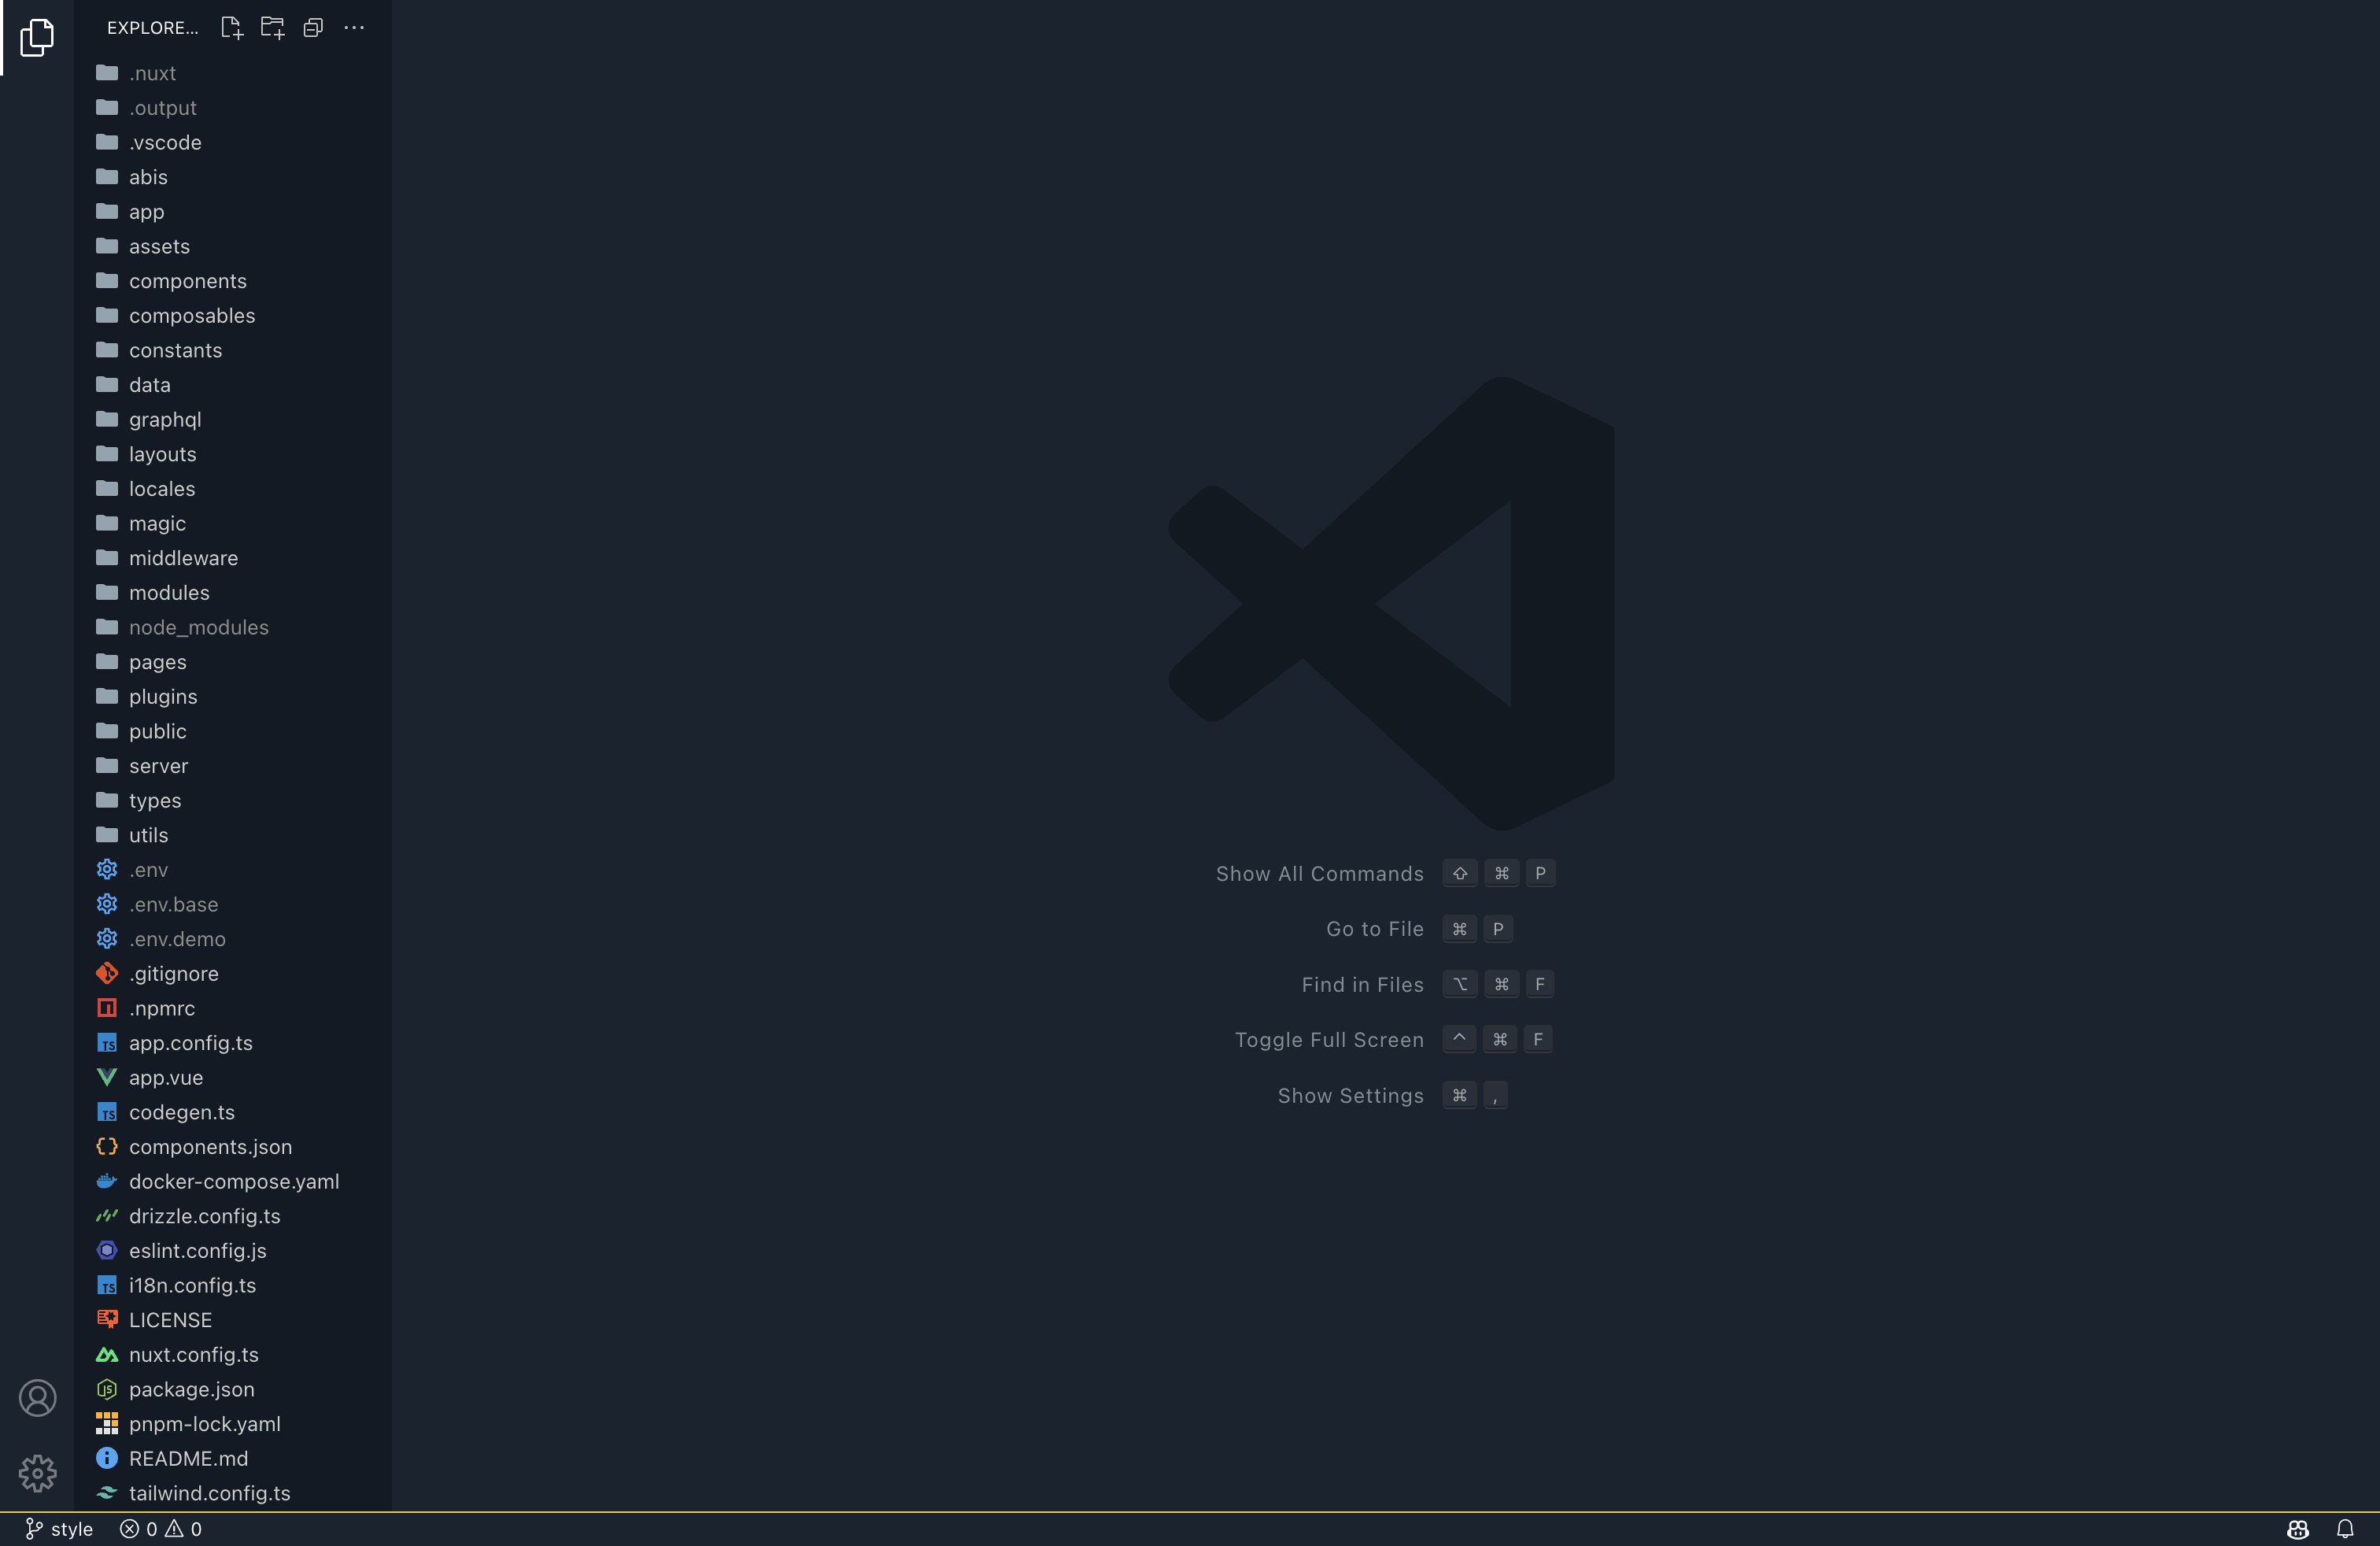 EXPLORE...
.nuxt
.output
.vscode
abis
app
assets
components
composables
constants
data
graphql
layouts
locales
magic
middleware
modules
node_modules
pages
plugins
public
server
types
utils
.env
.env.base
.env.demo
.gitignore
.npmrc
TS app.config.ts
app.vue
TS codegen.ts
{} components.json
docker-compose.yaml
drizzle.config.ts
eslint.config.js
TS i18n.config.ts
LICENSE
nuxt.config.ts
JS package.json
pnpm-lock.yaml
README.md
tailwind.config.ts
Show All Commands ⇧ ⌘ P
Go to File ⌘ P
Find in Files ⌥ ⌘ F
Toggle Full Screen ^ ⌘ F
Show Settings ⌘ ,
style 0 0